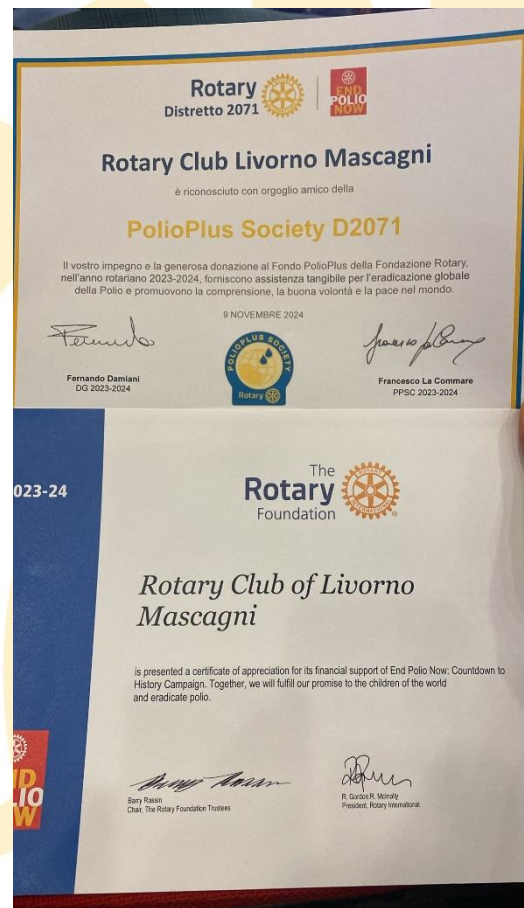 Rotary
Distretto 2071
END
POLIO
NOW
Rotary Club Livorno Mascagni
è riconosciuto con orgoglio amico della
PolioPlus Society D2071
Il vostro impegno e la generosa donazione al Fondo PolioPlus della Fondazione Rotary,
nell'anno rotariano 2023-2024, forniscono assistenza tangibile per l'eradicazione globale
della Polio e promuovono la comprensione, la buona volontà e la pace nel mondo.
9 NOVEMBRE 2024
Fernando Damiani
DG 2023-2024
POLIOPLUS SOCIETY
Rotary
Francesco La Commare
PPSC 2023-2024
023-24
The
Rotary
Foundation
ROTARY INTERNATIONAL
Rotary Club of Livorno
Mascagni
is presented a certificate of appreciation for its financial support of End Polio Now: Countdown to
History Campaign. Together, we will fulfill our promise to the children of the world
and eradicate polio.
Barry Rassin
Chair, The Rotary Foundation Trustees
R. Gordon R. McInally
President, Rotary International
ND
LIO
W